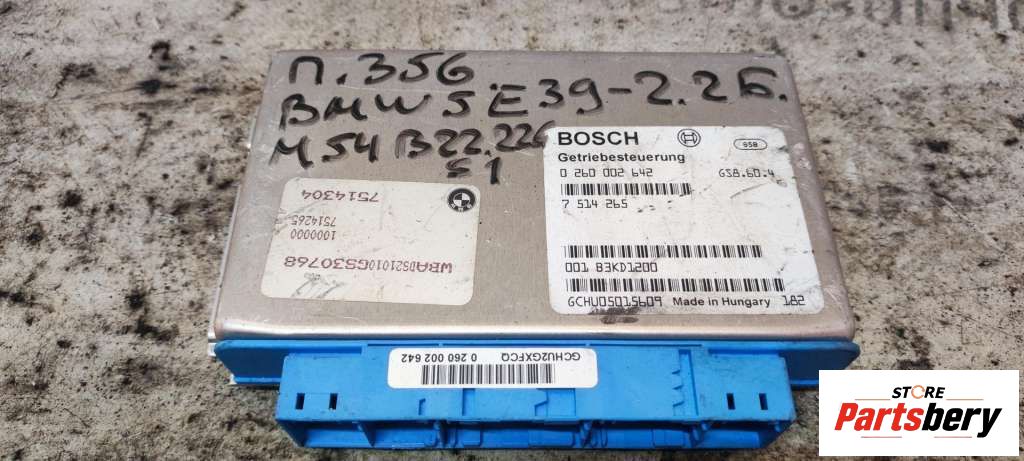 П.356
BMW 5 E39-2.2Б.
M54 B22.226
S1
BOSCH
958
Getriebesteuerung
0 260 002 642 GS8.60.4
7 514 265
001 83KD1200
GCHU05015609 Made in Hungary 182
7514304
7514265
1000000
WBADS21010GS30768
GCHU2GXFCQ
0 260 002 642
STORE
Partsbery